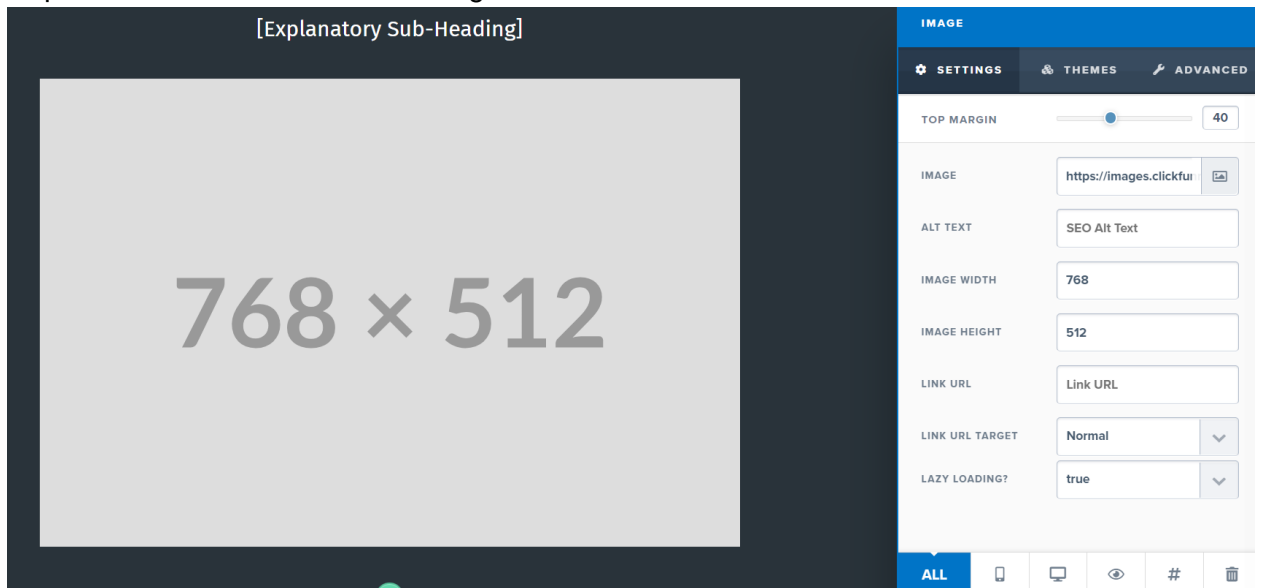 [Explanatory Sub-Heading]
768 × 512
IMAGE
SETTINGS THEMES ADVANCED
TOP MARGIN 40
IMAGE https://images.clickfun
ALT TEXT SEO Alt Text
IMAGE WIDTH 768
IMAGE HEIGHT 512
LINK URL Link URL
LINK URL TARGET Normal
LAZY LOADING? true
ALL #